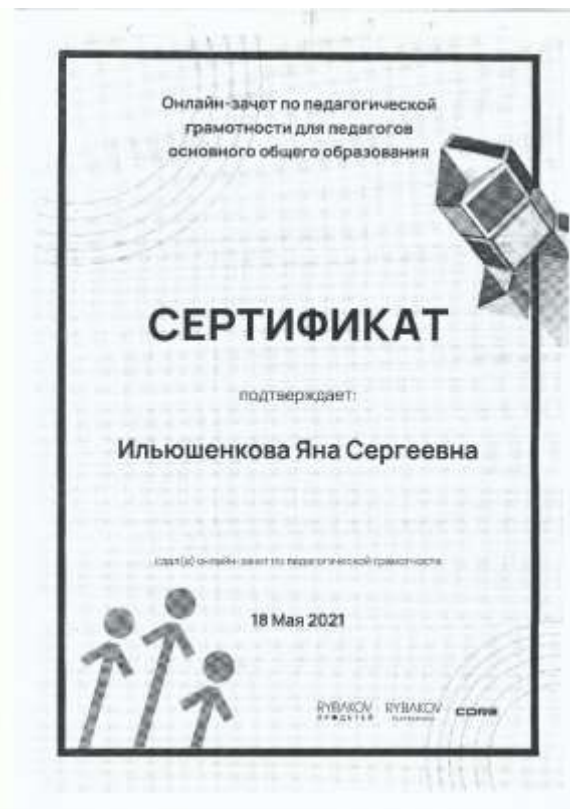 Онлайн-зачет по педагогической
грамотности для педагогов
основного общего образования
СЕРТИФИКАТ
подтверждает:
Ильюшенкова Яна Сергеевна
сдал(а) онлайн-зачет по педагогической грамотности
18 Мая 2021
RYBAKOV RYBAKOV CORE
ПРОДЕТЕЙ